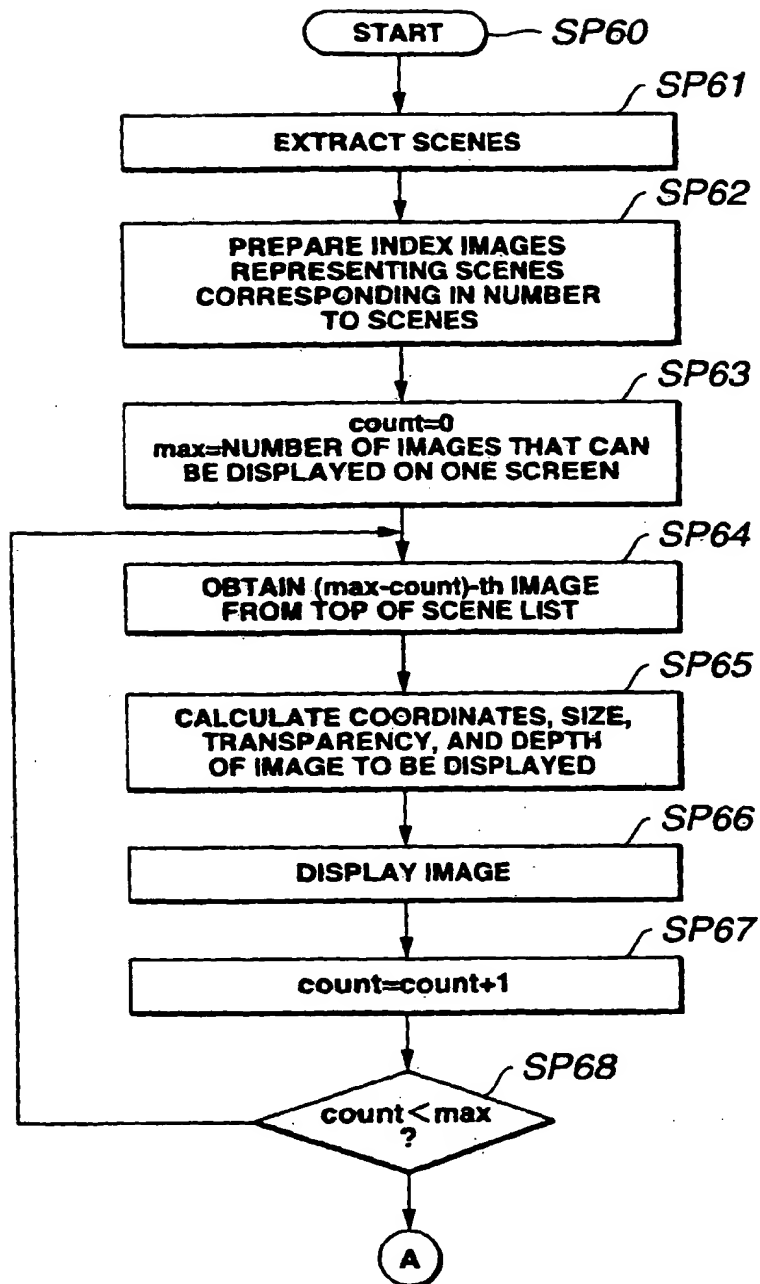 START
SP60
SP61
EXTRACT SCENES
SP62
PREPARE INDEX IMAGES
REPRESENTING SCENES
CORRESPONDING IN NUMBER
TO SCENES
SP63
count=0
max=NUMBER OF IMAGES THAT CAN
BE DISPLAYED ON ONE SCREEN
SP64
OBTAIN (max-count)-th IMAGE
FROM TOP OF SCENE LIST
SP65
CALCULATE COORDINATES, SIZE,
TRANSPARENCY, AND DEPTH
OF IMAGE TO BE DISPLAYED
SP66
DISPLAY IMAGE
SP67
count=count+1
SP68
count<max
?
A